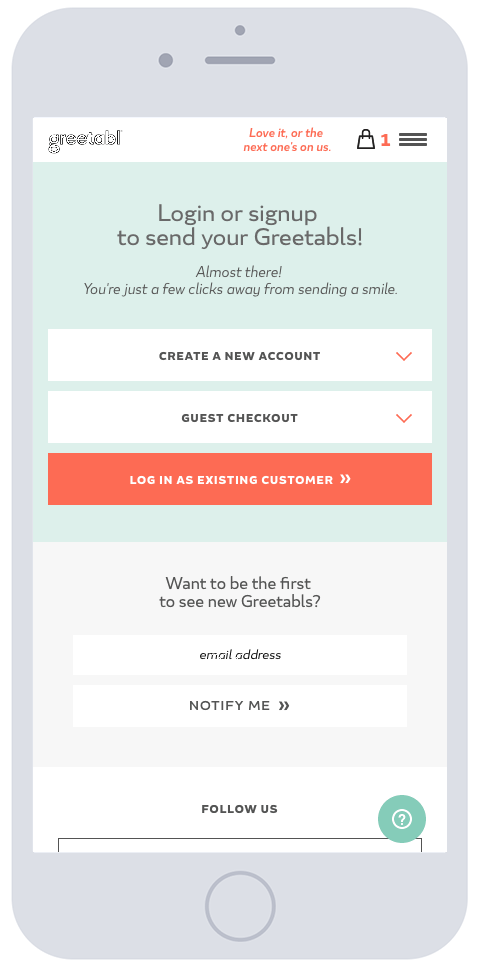 greetabl
Love it, or the
next one's on us.
1
Login or signup
to send your Greetabls!
Almost there!
You're just a few clicks away from sending a smile.
CREATE A NEW ACCOUNT
GUEST CHECKOUT
LOG IN AS EXISTING CUSTOMER »
Want to be the first
to see new Greetabls?
email address
NOTIFY ME »
FOLLOW US
?